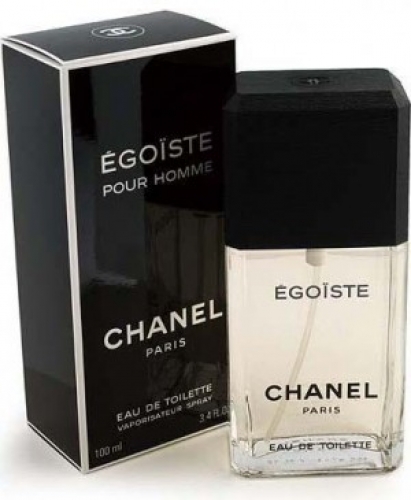 ÉGOÏSTE
POUR HOMME
CHANEL
PARIS
EAU DE TOILETTE
VAPORISATEUR SPRAY
100 ml 3.4 FL.
ÉGOÏSTE
CHANEL
PARIS
EAU DE TOILETTE